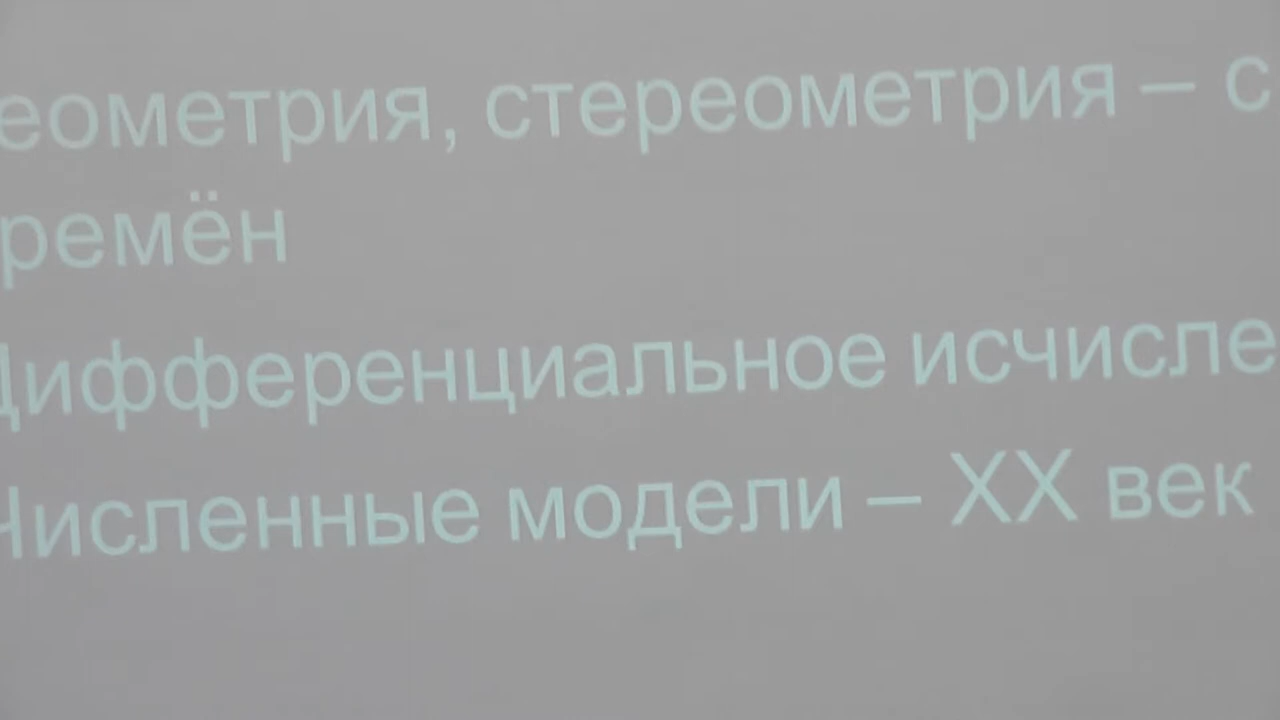 еометрия, стереометрия – с
ремён
Дифференциальное исчисле
Численные модели – XX век